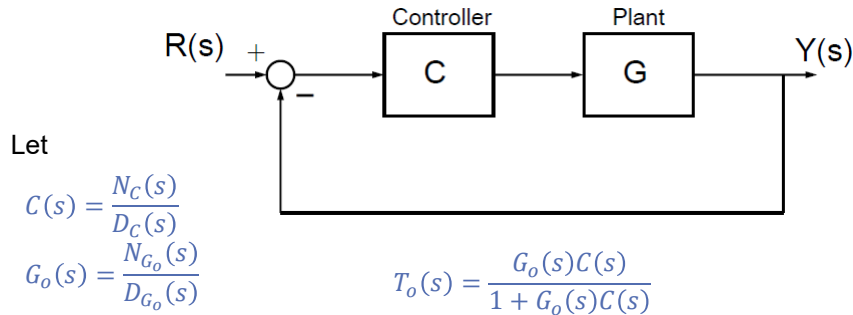 Controller Plant
R(s) + Y(s)
C G
−
Let
C(s) = N_C(s) / D_C(s)
G_o(s) = N_{G_o}(s) / D_{G_o}(s)
T_o(s) = G_o(s)C(s) / 1 + G_o(s)C(s)